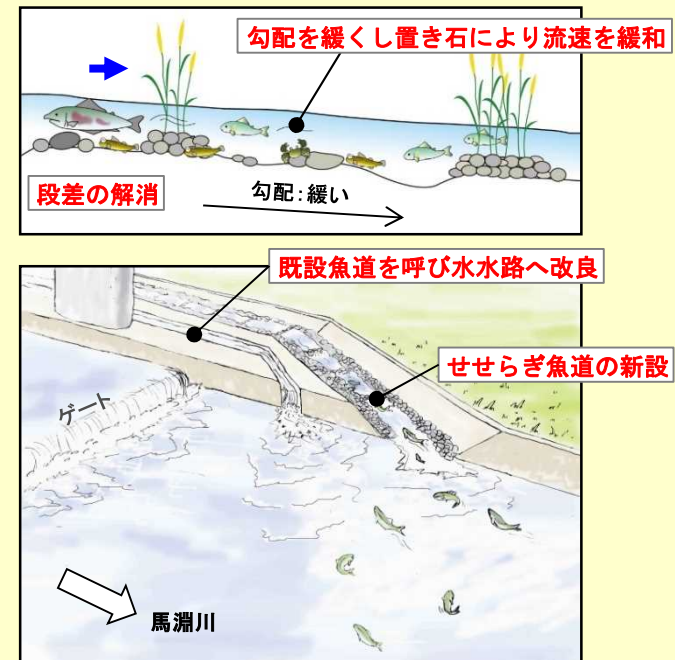 勾配を緩くし置き石により流速を緩和
段差の解消
勾配：緩い
既設魚道を呼び水水路へ改良
せせらぎ魚道の新設
ゲート
馬淵川